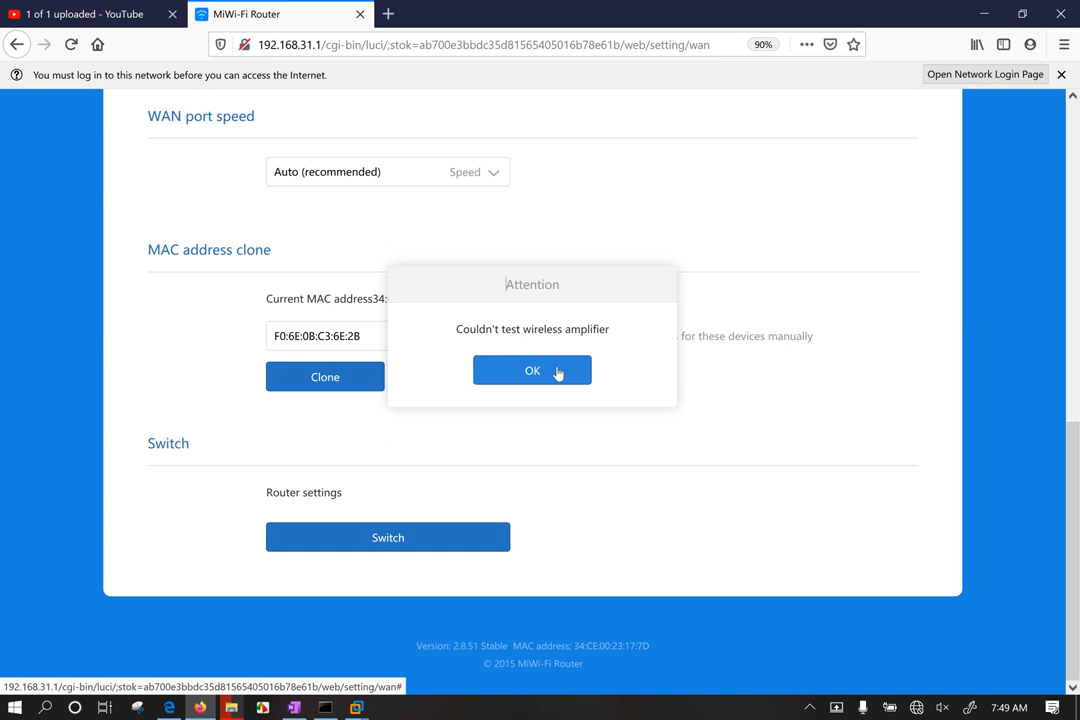 1 of 1 uploaded - YouTube
MiWi-Fi Router
192.168.31.1/cgi-bin/luci/;stok=ab700e3bbdc35d81565405016b78e61b/web/setting/wan
90%
You must log in to this network before you can access the Internet.
Open Network Login Page
WAN port speed
Auto (recommended) Speed
MAC address clone
Current MAC address34:
Attention
Couldn't test wireless amplifier
F0:6E:0B:C3:6E:2B
for these devices manually
OK
Clone
Switch
Router settings
Switch
Version: 2.8.51 Stable MAC address: 34:CE:00:23:17:7D
© 2015 MiWi-Fi Router
192.168.31.1/cgi-bin/luci/;stok=ab700e3bbdc35d81565405016b78e61b/web/setting/wan#
7:49 AM